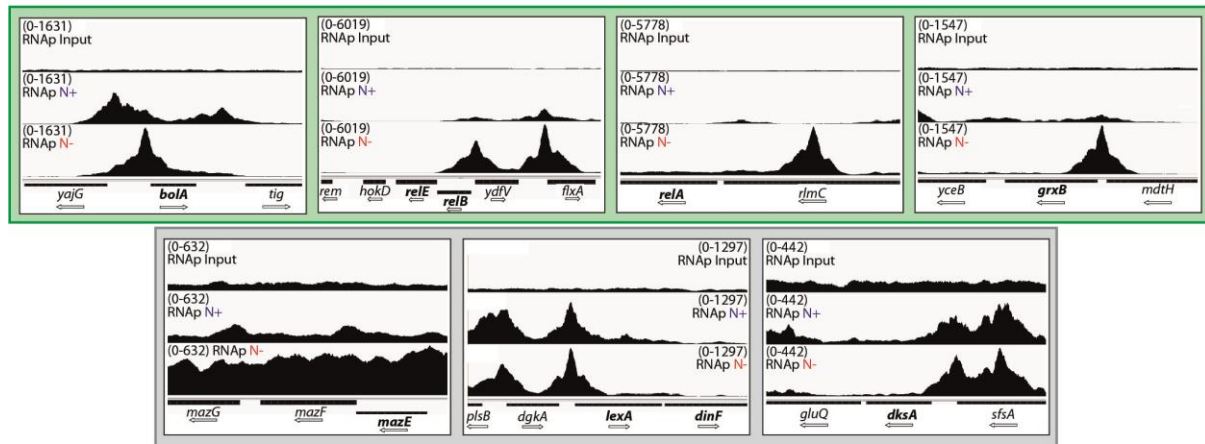 (0-1631)
RNAp Input
(0-1631)
RNAp N+
(0-1631)
RNAp N-
yajG
bolA
tig
(0-6019)
RNAp Input
(0-6019)
RNAp N+
(0-6019)
RNAp N-
rem
hokD
relE
relB
ydfV
flxA
(0-5778)
RNAp Input
(0-5778)
RNAp N+
(0-5778)
RNAp N-
relA
rlmC
(0-1547)
RNAp Input
(0-1547)
RNAp N+
(0-1547)
RNAp N-
yceB
grxB
mdtH
(0-632)
RNAp Input
(0-632)
RNAp N+
(0-632) RNAp N-
mazG
mazF
mazE
(0-1297)
RNAp Input
(0-1297)
RNAp N+
(0-1297)
RNAp N-
plsB
dgkA
lexA
dinF
(0-442)
RNAp Input
(0-442)
RNAp N+
(0-442)
RNAp N-
gluQ
dksA
sfsA